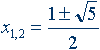 x₁,₂ = (1 ± √5) / 2